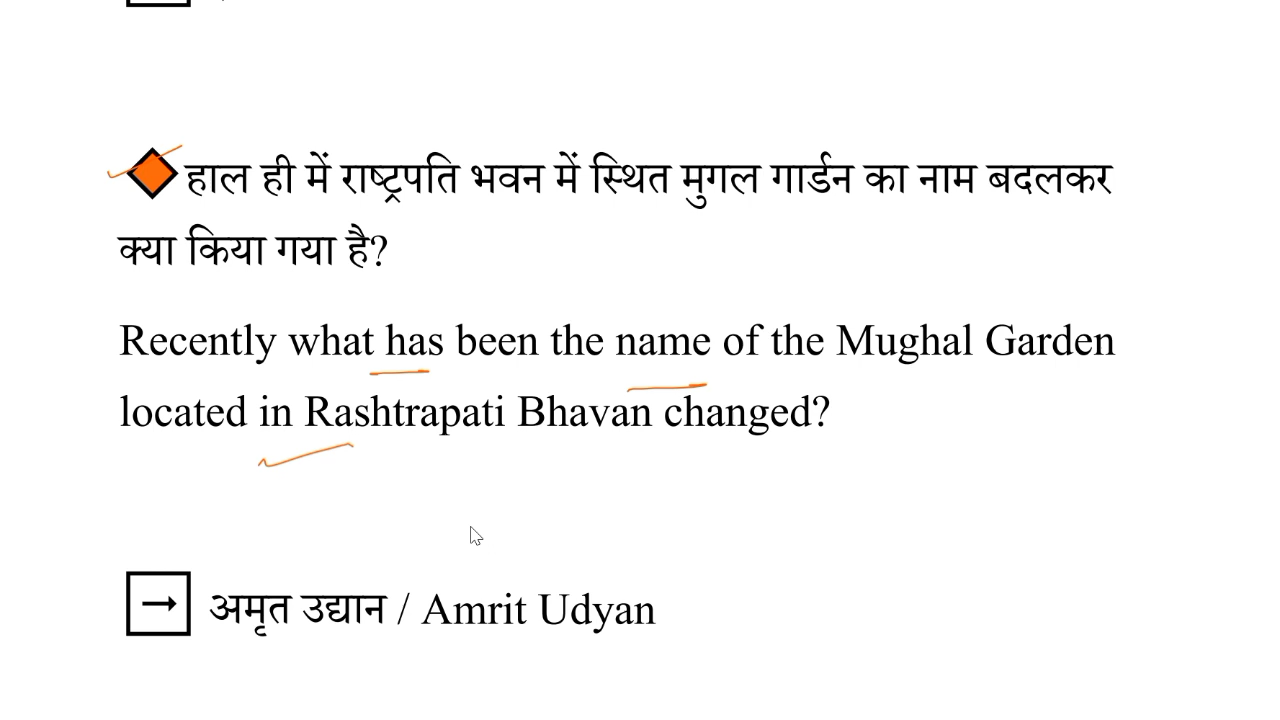 हाल ही में राष्ट्रपति भवन में स्थित मुगल गार्डन का नाम बदलकर
क्या किया गया है?
Recently what has been the name of the Mughal Garden
located in Rashtrapati Bhavan changed?
→ अमृत उद्यान / Amrit Udyan